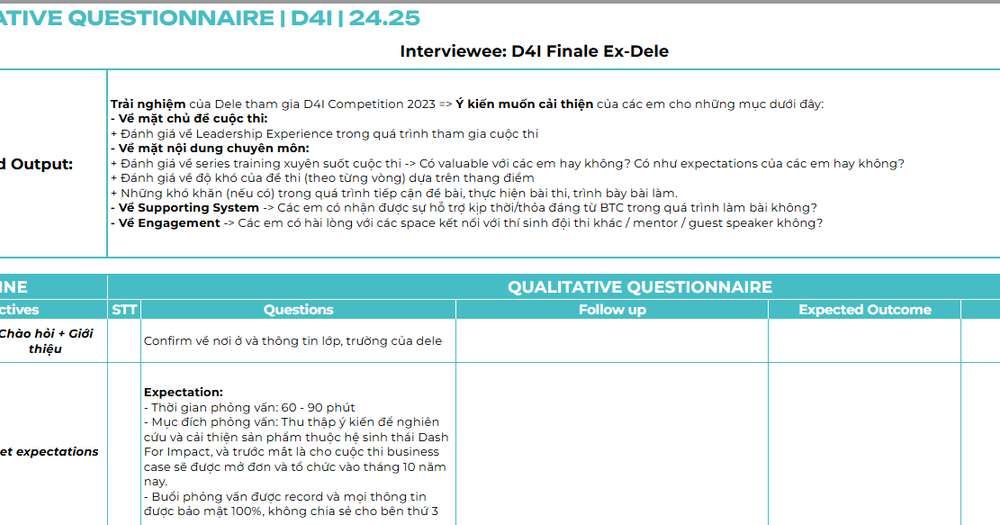 ATIVE QUESTIONNAIRE | D4I | 24.25
Interviewee: D4I Finale Ex-Dele
d Output:
Trải nghiệm của Dele tham gia D4I Competition 2023 => Ý kiến muốn cải thiện của các em cho những mục dưới đây:
- Về mặt chủ đề cuộc thi:
+ Đánh giá về Leadership Experience trong quá trình tham gia cuộc thi
- Về mặt nội dung chuyên môn:
+ Đánh giá về series training xuyên suốt cuộc thi -> Có valuable với các em hay không? Có như expectations của các em hay không?
+ Đánh giá về độ khó của đề thi (theo từng vòng) dựa trên thang điểm
+ Những khó khăn (nếu có) trong quá trình tiếp cận đề bài, thực hiện bài thi, trình bày bài làm.
- Về Supporting System -> Các em có nhận được sự hỗ trợ kịp thời/thỏa đáng từ BTC trong quá trình làm bài không?
- Về Engagement -> Các em có hài lòng với các space kết nối với thí sinh đội thi khác / mentor / guest speaker không?
INE
QUALITATIVE QUESTIONNAIRE
ctives
STT
Questions
Follow up
Expected Outcome
Chào hỏi + Giới
thiệu
Confirm về nơi ở và thông tin lớp, trường của dele
et expectations
Expectation:
- Thời gian phỏng vấn: 60 - 90 phút
- Mục đích phỏng vấn: Thu thập ý kiến để nghiên
cứu và cải thiện sản phẩm thuộc hệ sinh thái Dash
For Impact, và trước mắt là cho cuộc thi business
case sẽ được mở đơn và tổ chức vào tháng 10 năm
nay.
- Buổi phỏng vấn được record và mọi thông tin
được bảo mật 100%, không chia sẻ cho bên thứ 3